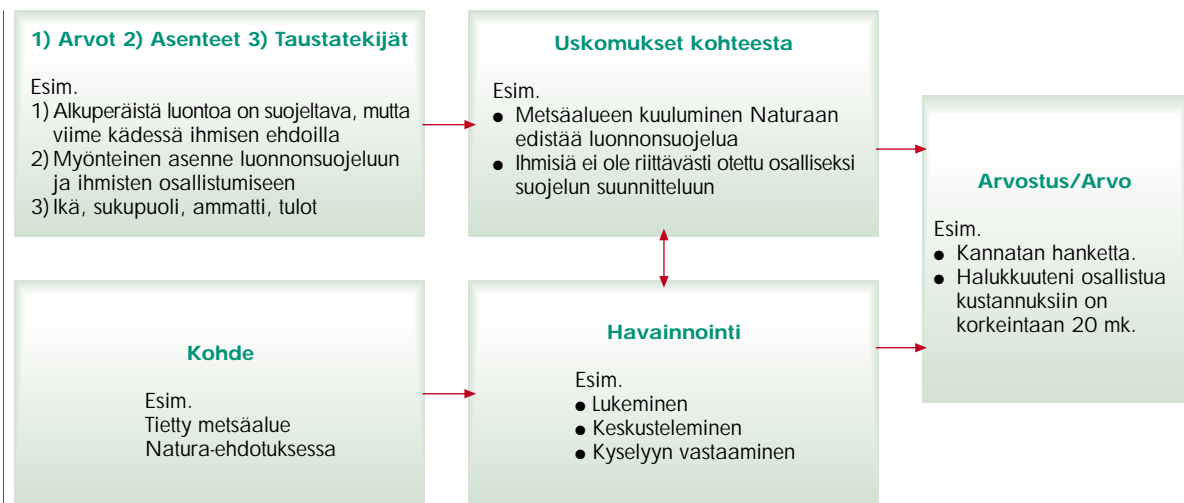 1) Arvot 2) Asenteet 3) Taustatekijät
Esim.
1) Alkuperäistä luontoa on suojeltava, mutta
viime kädessä ihmisen ehdoilla
2) Myönteinen asenne luonnonsuojeluun
ja ihmisten osallistumiseen
3) Ikä, sukupuoli, ammatti, tulot
Uskomukset kohteesta
Esim.
● Metsäalueen kuuluminen Naturaan
edistää luonnonsuojelua
● Ihmisiä ei ole riittävästi otettu osalliseksi
suojelun suunnitteluun
Arvostus/Arvo
Esim.
● Kannatan hanketta.
● Halukkuuteni osallistua
kustannuksiin on
korkeintaan 20 mk.
Kohde
Esim.
Tietty metsäalue
Natura-ehdotuksessa
Havainnointi
Esim.
● Lukeminen
● Keskusteleminen
● Kyselyyn vastaaminen